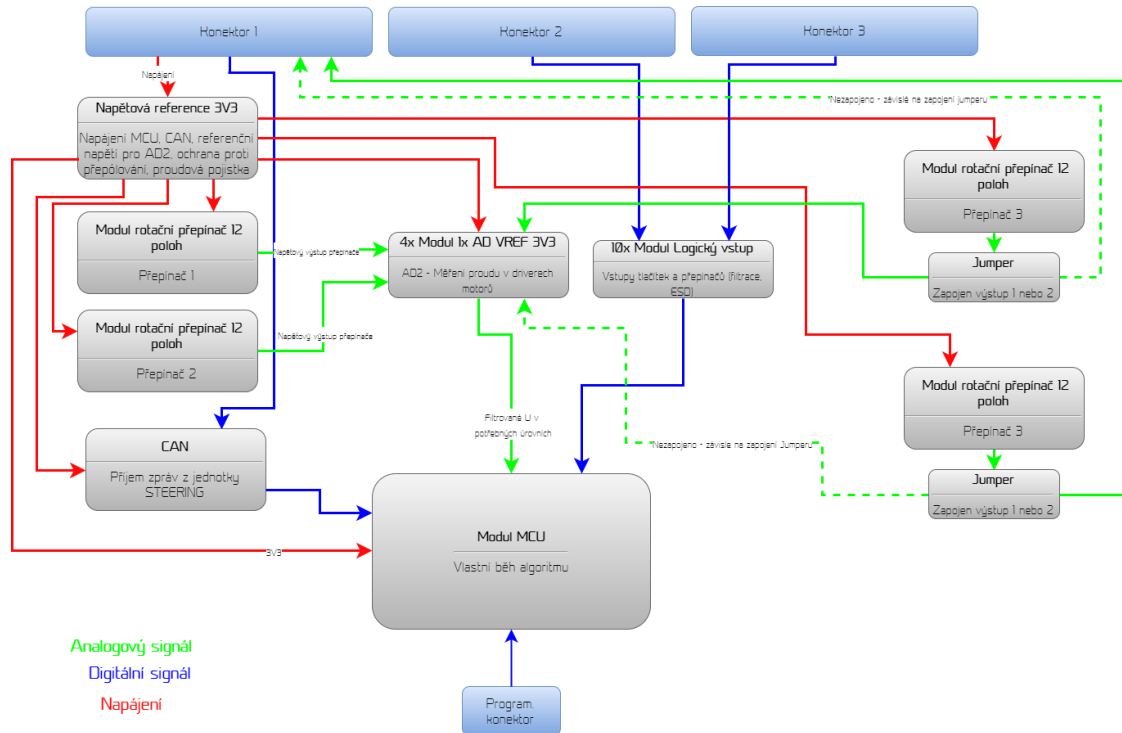 Konektor 1
Konektor 2
Konektor 3
Napájení
*Nezapojeno - závislé na zapojení jumperu
Napětová reference 3V3
Napájení MCU, CAN, referenční
napětí pro AD2, ochrana proti
přepólování, proudová pojistka
Modul rotační přepínač 12
poloh
Přepínač 3
Modul rotační přepínač 12
poloh
Přepínač 1
Napěťový výstup přepínače
4x Modul 1x AD VREF 3V3
AD2 - Měření proudu v driverech
motorů
10x Modul Logický vstup
Vstupy tlačítek a přepínačů (filtrace,
ESD)
Jumper
Zapojen výstup 1 nebo 2
Modul rotační přepínač 12
poloh
Přepínač 2
Napěťový výstup přepínače
Modul rotační přepínač 12
poloh
Přepínač 3
Filtrované U v
potřebných úrovních
*Nezapojeno - závisle na zapojení Jumperu
CAN
Příjem zpráv z jednotky
STEERING
Jumper
Zapojen výstup 1 nebo 2
Modul MCU
Vlastní běh algoritmu
3V3
Analogový signál
Digitální signál
Napájení
Program.
konektor